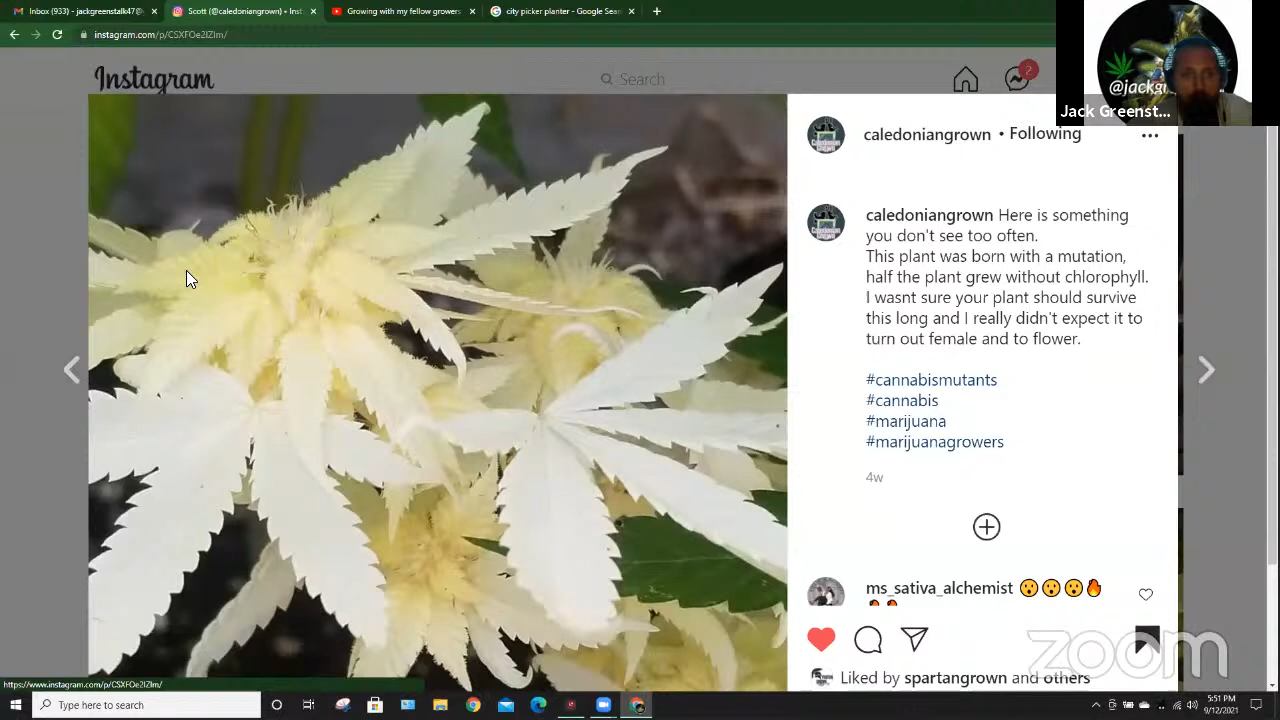 Inbox (933) - jackgreenstalk47@
Scott (@caledoniangrown) • Inst
Growing with my fellow growers
city picker planter - Google Sear
instagram.com/p/CSXFOe2lZlm/
Instagram
Search
2
@jackg
Jack Greenst...
caledoniangrown • Following
caledoniangrown Here is something
you don't see too often.
This plant was born with a mutation,
half the plant grew without chlorophyll.
I wasnt sure your plant should survive
this long and I really didn't expect it to
turn out female and to flower.
#cannabismutants
#cannabis
#marijuana
#marijuanagrowers
4w
ms_sativa_alchemist 😮😮😮🔥
zoom
Liked by spartangrown and others
https://www.instagram.com/p/CSXFOe2lZlm/
Type here to search
5:51 PM
9/12/2021